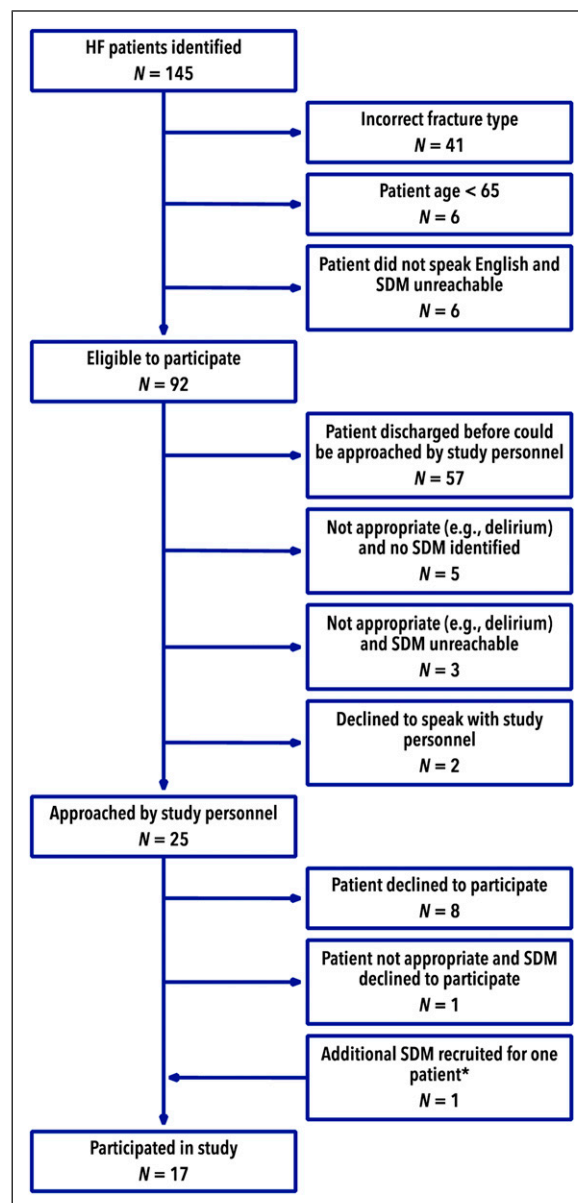 HF patients identified
N = 145
Incorrect fracture type
N = 41
Patient age < 65
N = 6
Patient did not speak English and
SDM unreachable
N = 6
Eligible to participate
N = 92
Patient discharged before could
be approached by study personnel
N = 57
Not appropriate (e.g., delirium)
and no SDM identified
N = 5
Not appropriate (e.g., delirium)
and SDM unreachable
N = 3
Declined to speak with study
personnel
N = 2
Approached by study personnel
N = 25
Patient declined to participate
N = 8
Patient not appropriate and SDM
declined to participate
N = 1
Additional SDM recruited for one
patient*
N = 1
Participated in study
N = 17